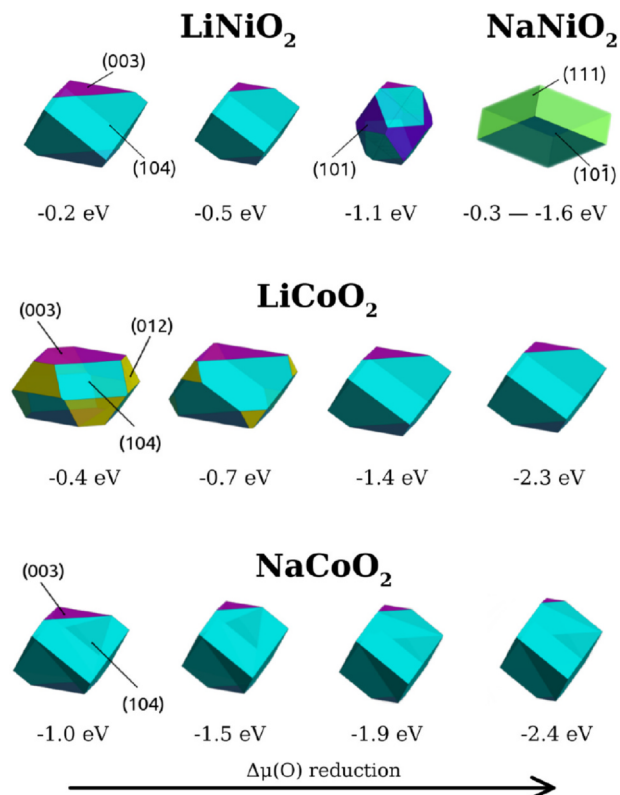 LiNiO₂ NaNiO₂
(003) (111)
(104) (101) (101̄)
-0.2 eV -0.5 eV -1.1 eV -0.3 — -1.6 eV
LiCoO₂
(003) (012)
(104)
-0.4 eV -0.7 eV -1.4 eV -2.3 eV
NaCoO₂
(003)
(104)
-1.0 eV -1.5 eV -1.9 eV -2.4 eV
Δμ(O) reduction